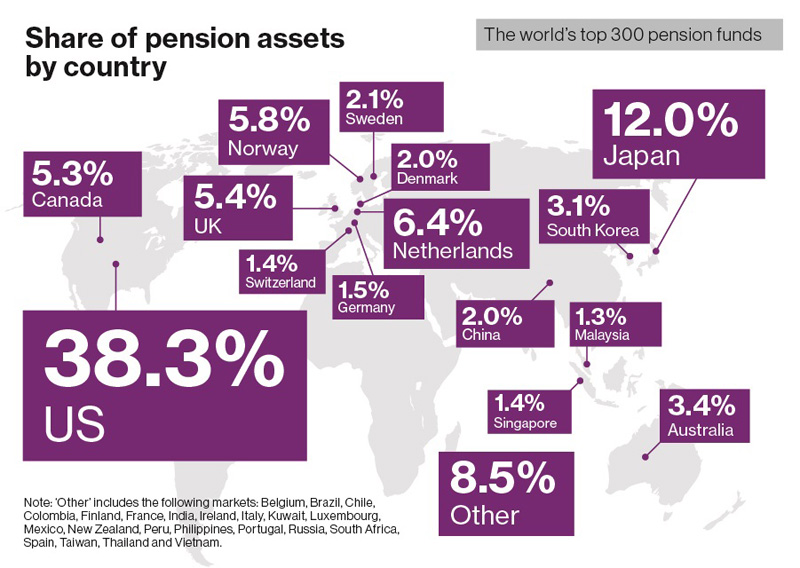 Share of pension assets
by country
The world's top 300 pension funds
2.1%
Sweden
5.8%
Norway
12.0%
Japan
2.0%
Denmark
5.3%
Canada
5.4%
UK
6.4%
Netherlands
3.1%
South Korea
1.4%
Switzerland
1.5%
Germany
2.0%
China
1.3%
Malaysia
38.3%
US
1.4%
Singapore
3.4%
Australia
8.5%
Other
Note: 'Other' includes the following markets: Belgium, Brazil, Chile,
Colombia, Finland, France, India, Ireland, Italy, Kuwait, Luxembourg,
Mexico, New Zealand, Peru, Philippines, Portugal, Russia, South Africa,
Spain, Taiwan, Thailand and Vietnam.